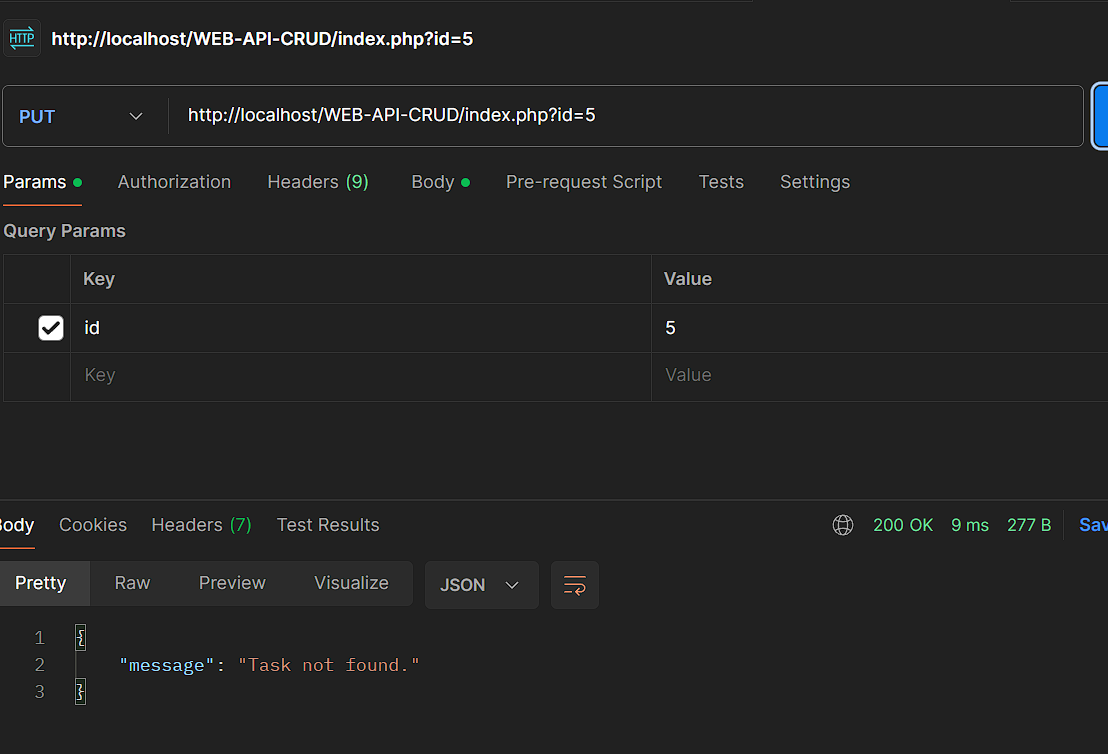 HTTP http://localhost/WEB-API-CRUD/index.php?id=5
PUT http://localhost/WEB-API-CRUD/index.php?id=5
Params Authorization Headers (9) Body Pre-request Script Tests Settings
Query Params
Key Value
id 5
Key Value
Body Cookies Headers (7) Test Results 200 OK 9 ms 277 B Sav
Pretty Raw Preview Visualize JSON
1 {
2 "message": "Task not found."
3 }